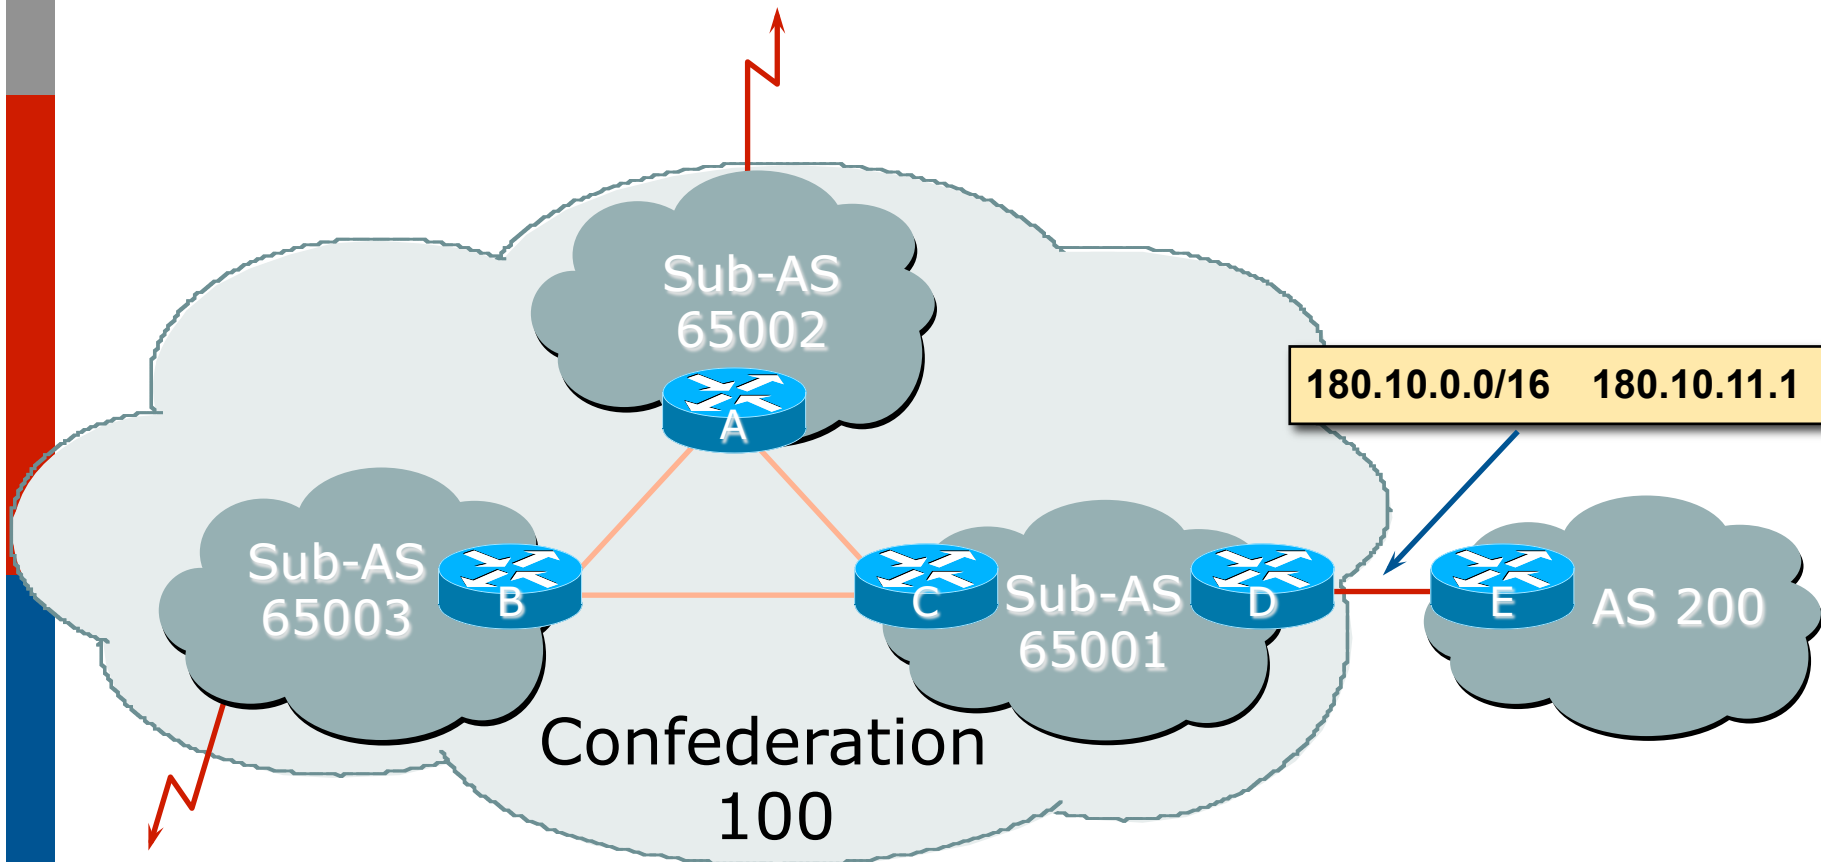 Sub-AS
65002
A
180.10.0.0/16 180.10.11.1
Sub-AS
65003
B
C
Sub-AS
65001
D
E
AS 200
Confederation
100